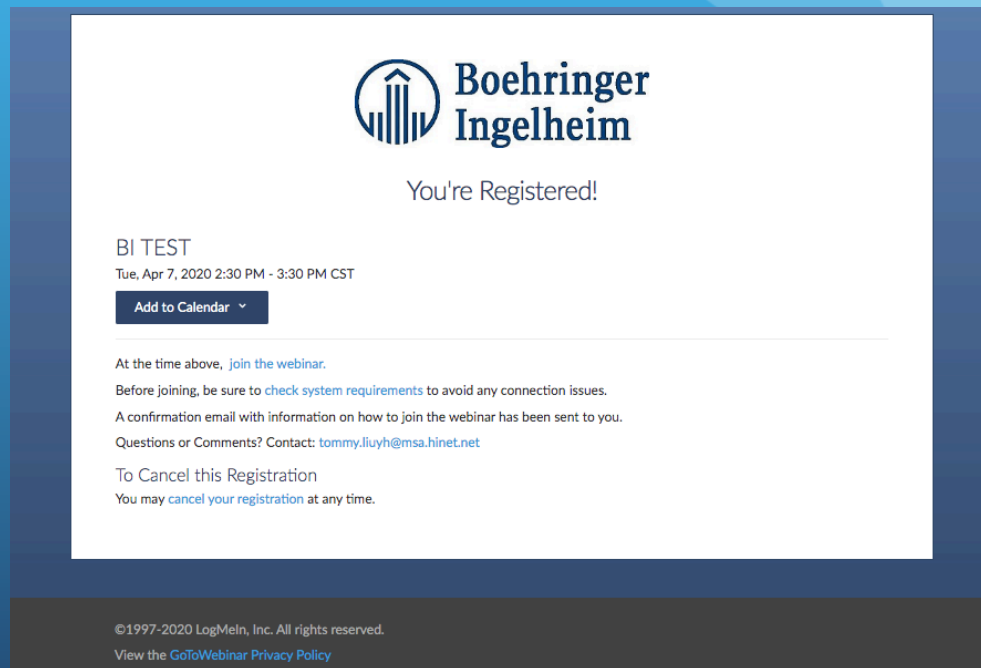 Boehringer
Ingelheim
You're Registered!
BI TEST
Tue, Apr 7, 2020 2:30 PM - 3:30 PM CST
Add to Calendar
At the time above, join the webinar.
Before joining, be sure to check system requirements to avoid any connection issues.
A confirmation email with information on how to join the webinar has been sent to you.
Questions or Comments? Contact: tommy.liuyh@msa.hinet.net
To Cancel this Registration
You may cancel your registration at any time.
©1997-2020 LogMeIn, Inc. All rights reserved.
View the GoToWebinar Privacy Policy